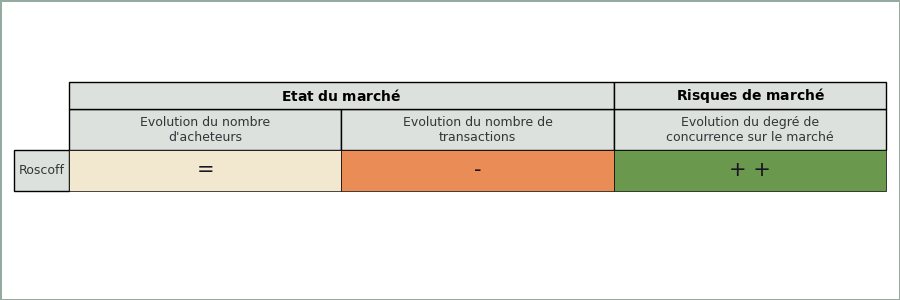 Etat du marché
Risques de marché
Evolution du nombre
d'acheteurs
Evolution du nombre de
transactions
Evolution du degré de
concurrence sur le marché
Roscoff
=
-
+ +